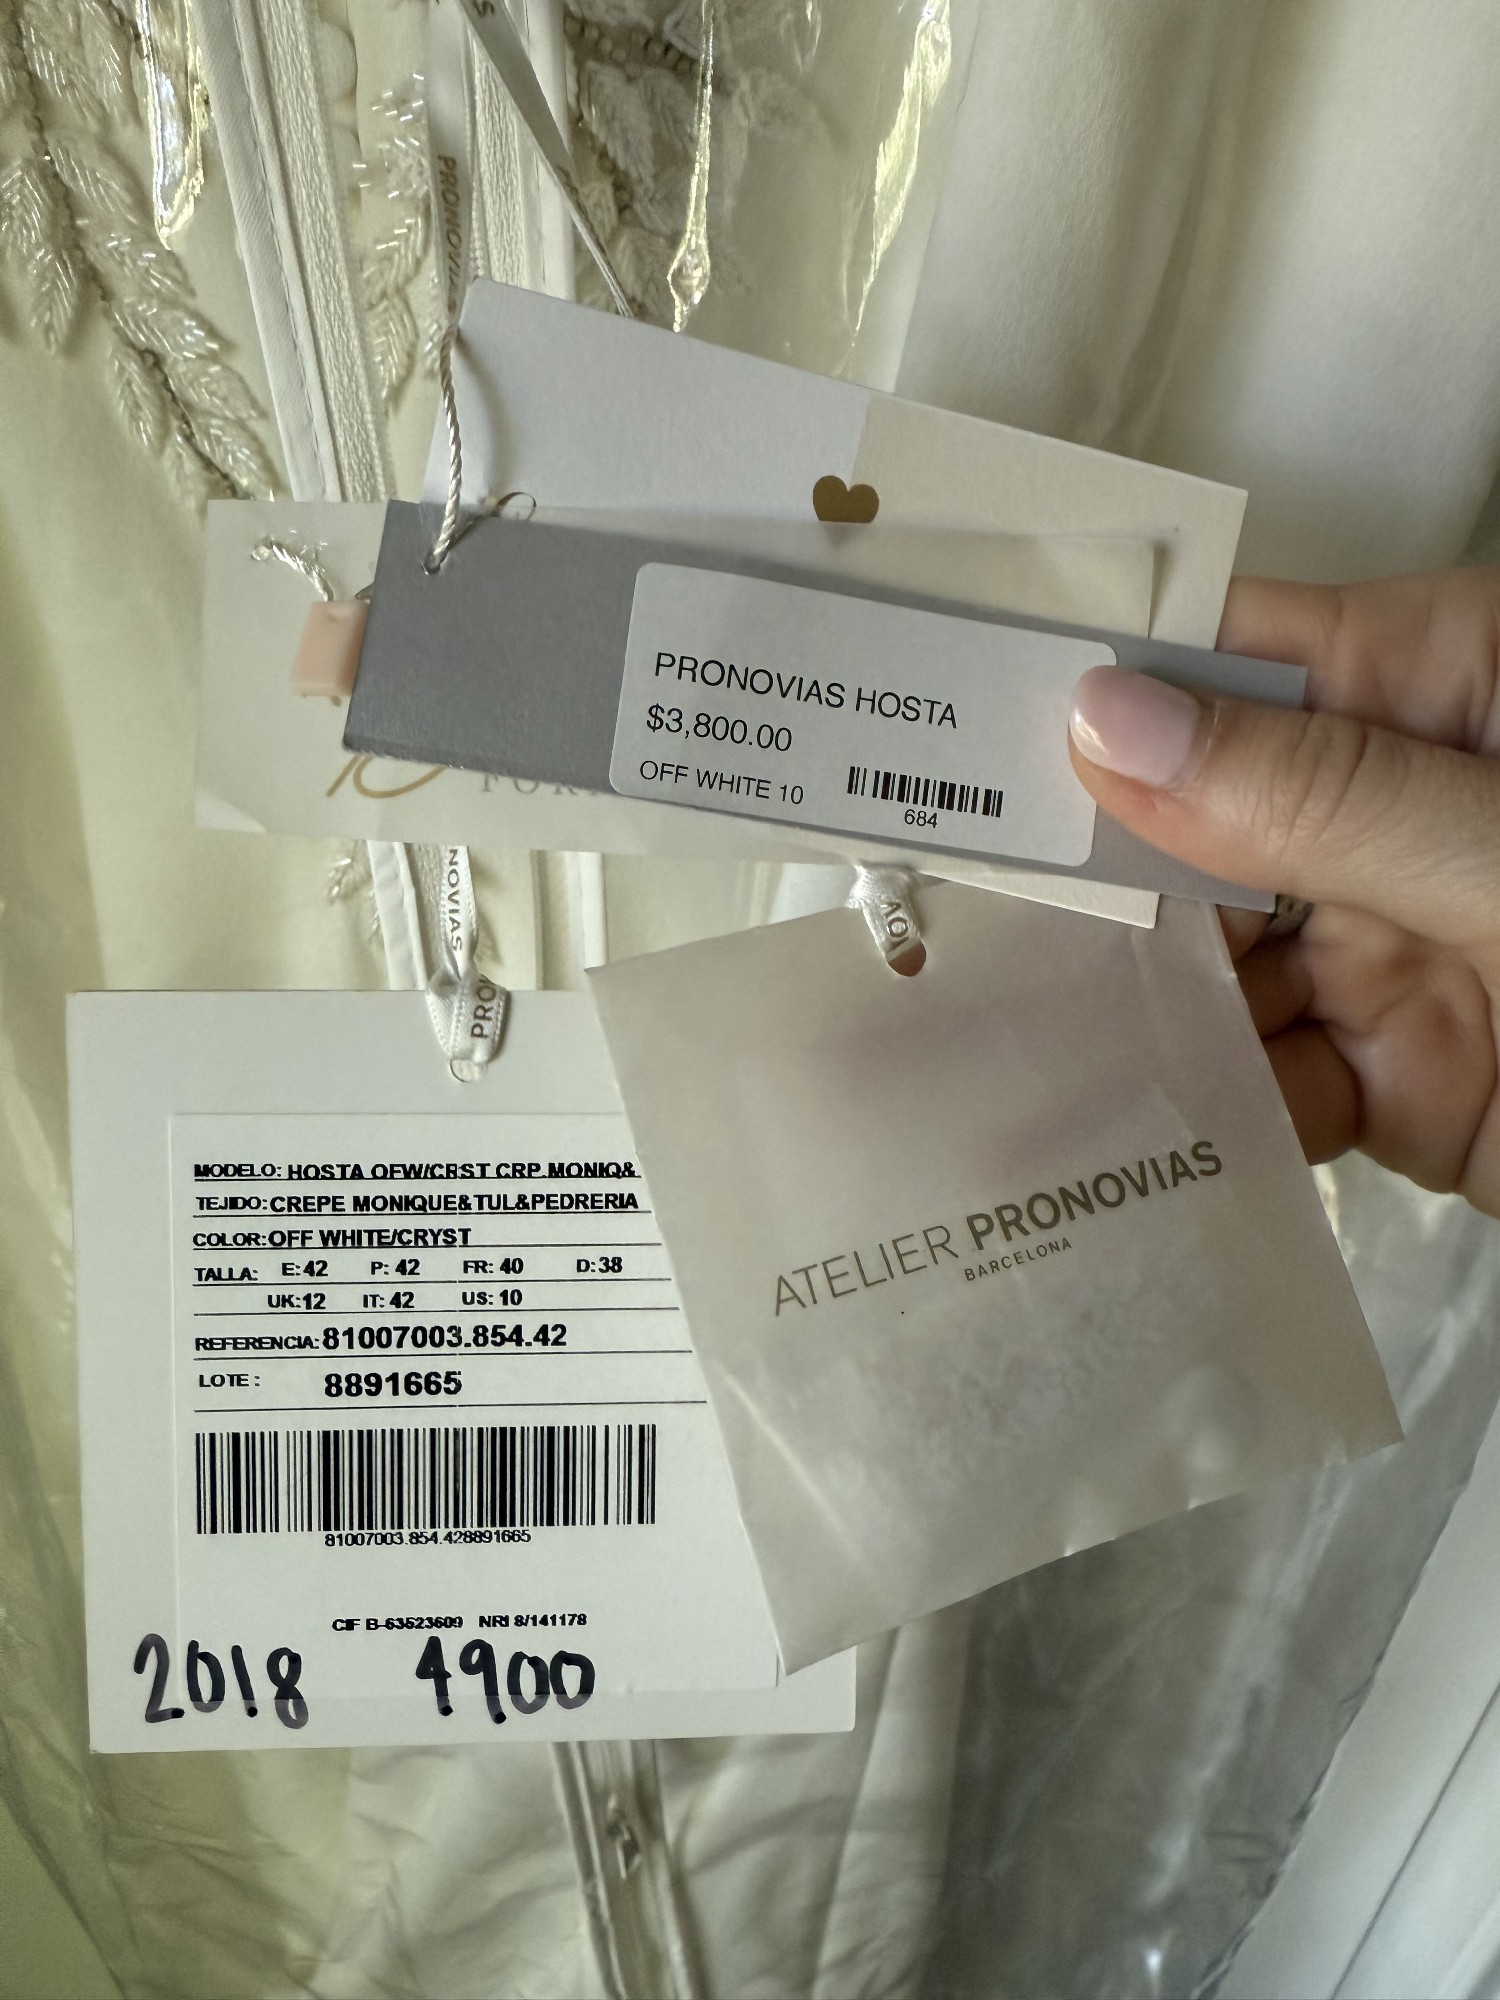 PRONOVIAS
PRONOVIAS HOSTA
$3,800.00
OFF WHITE 10
684
NOVIAS
PRO
MODELO: HOSTA OFW/CRST CRP.MONIQ&
TEJIDO: CREPE MONIQUE&TUL&PEDRERIA
COLOR: OFF WHITE/CRYST
TALLA: E: 42 P: 42 FR: 40 D: 38
UK: 12 IT: 42 US: 10
REFERENCIA: 81007003.854.42
LOTE: 8891665
81007003.854.428891665
CIF B-63523609 NRI 8/141178
2018 4900
ATELIER PRONOVIAS
BARCELONA